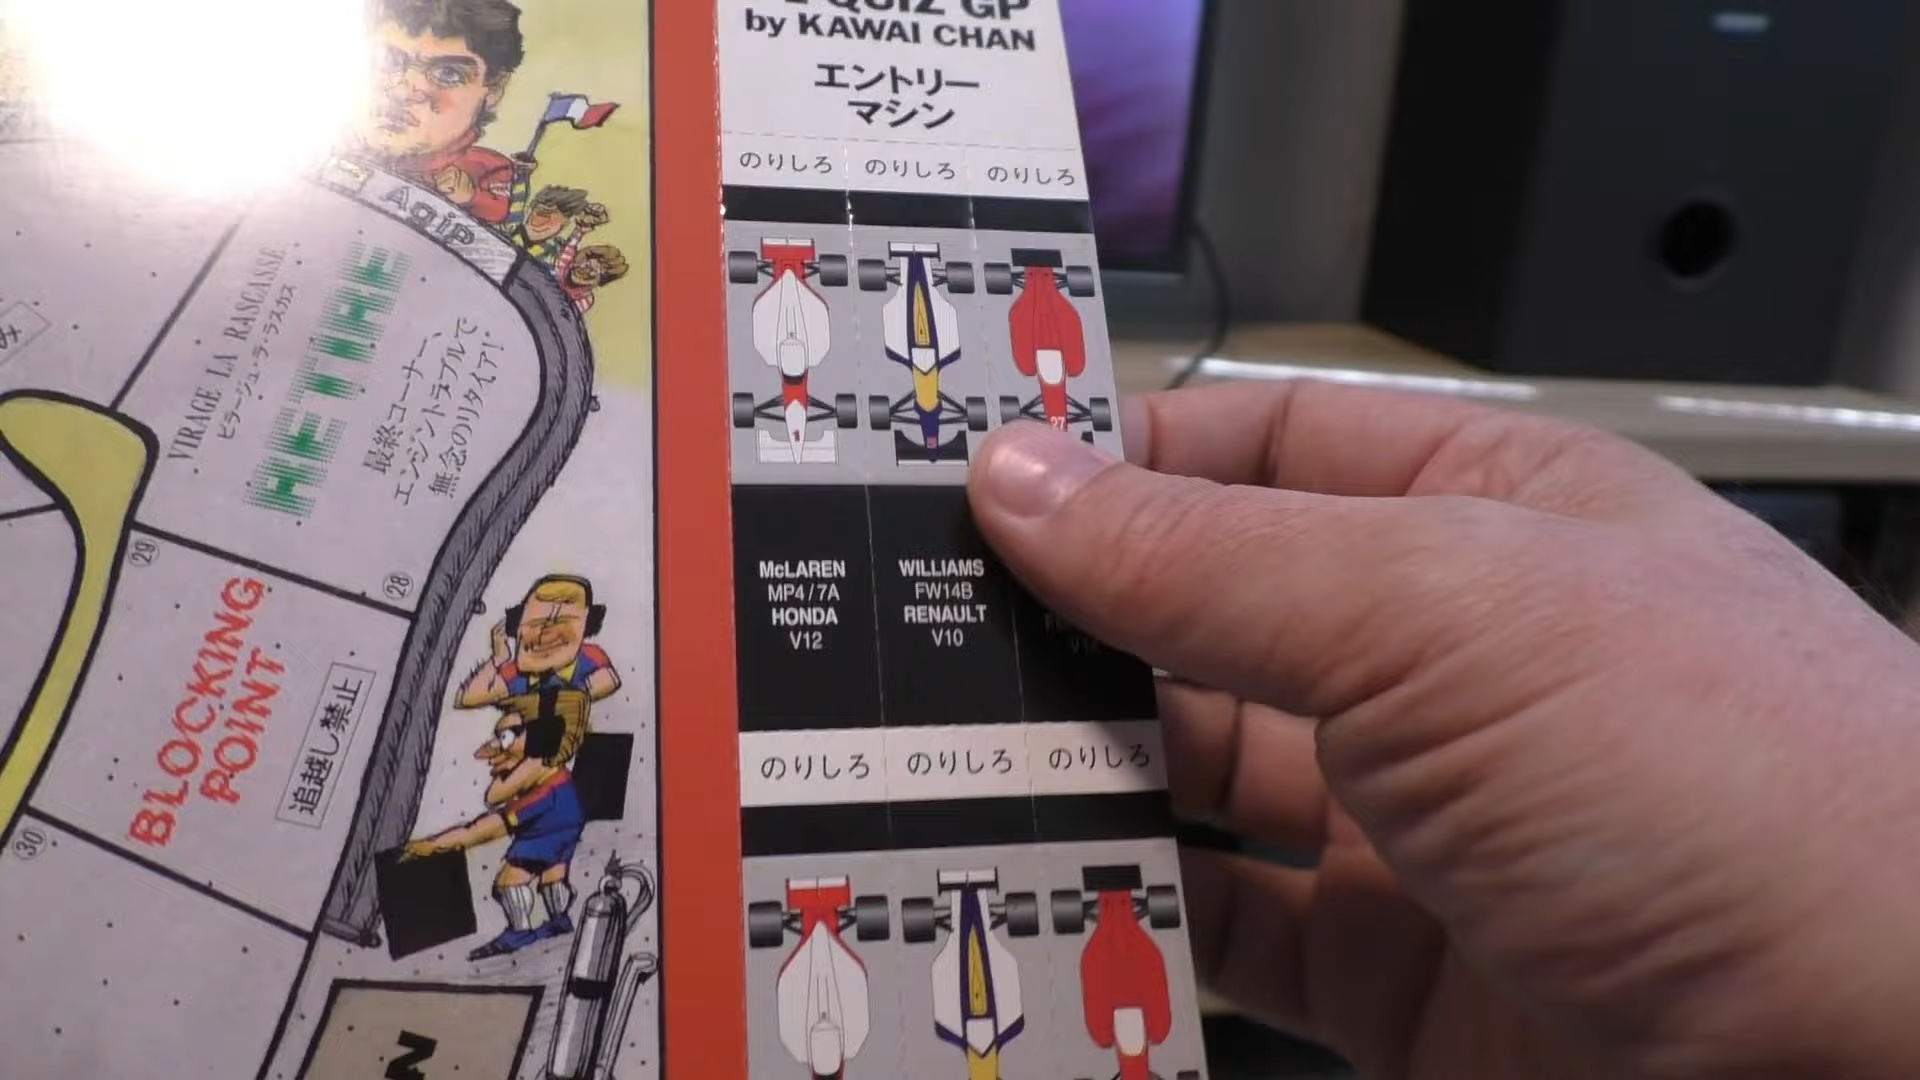 QUIZ GP
by KAWAI CHAN
エントリー
マシン
のりしろ
のりしろ
のりしろ
AgiP
VIRAGE LA RASCASSE
ビラージュ・ラ・ラスカス
RETIRE
最終コーナー、
エンジントラブルで
無念のリタイア!
1
5
27
McLAREN
MP4/7A
HONDA
V12
WILLIAMS
FW14B
RENAULT
V10
29
28
BLOCKING
POINT
追越し禁止
30
のりしろ
のりしろ
のりしろ
N